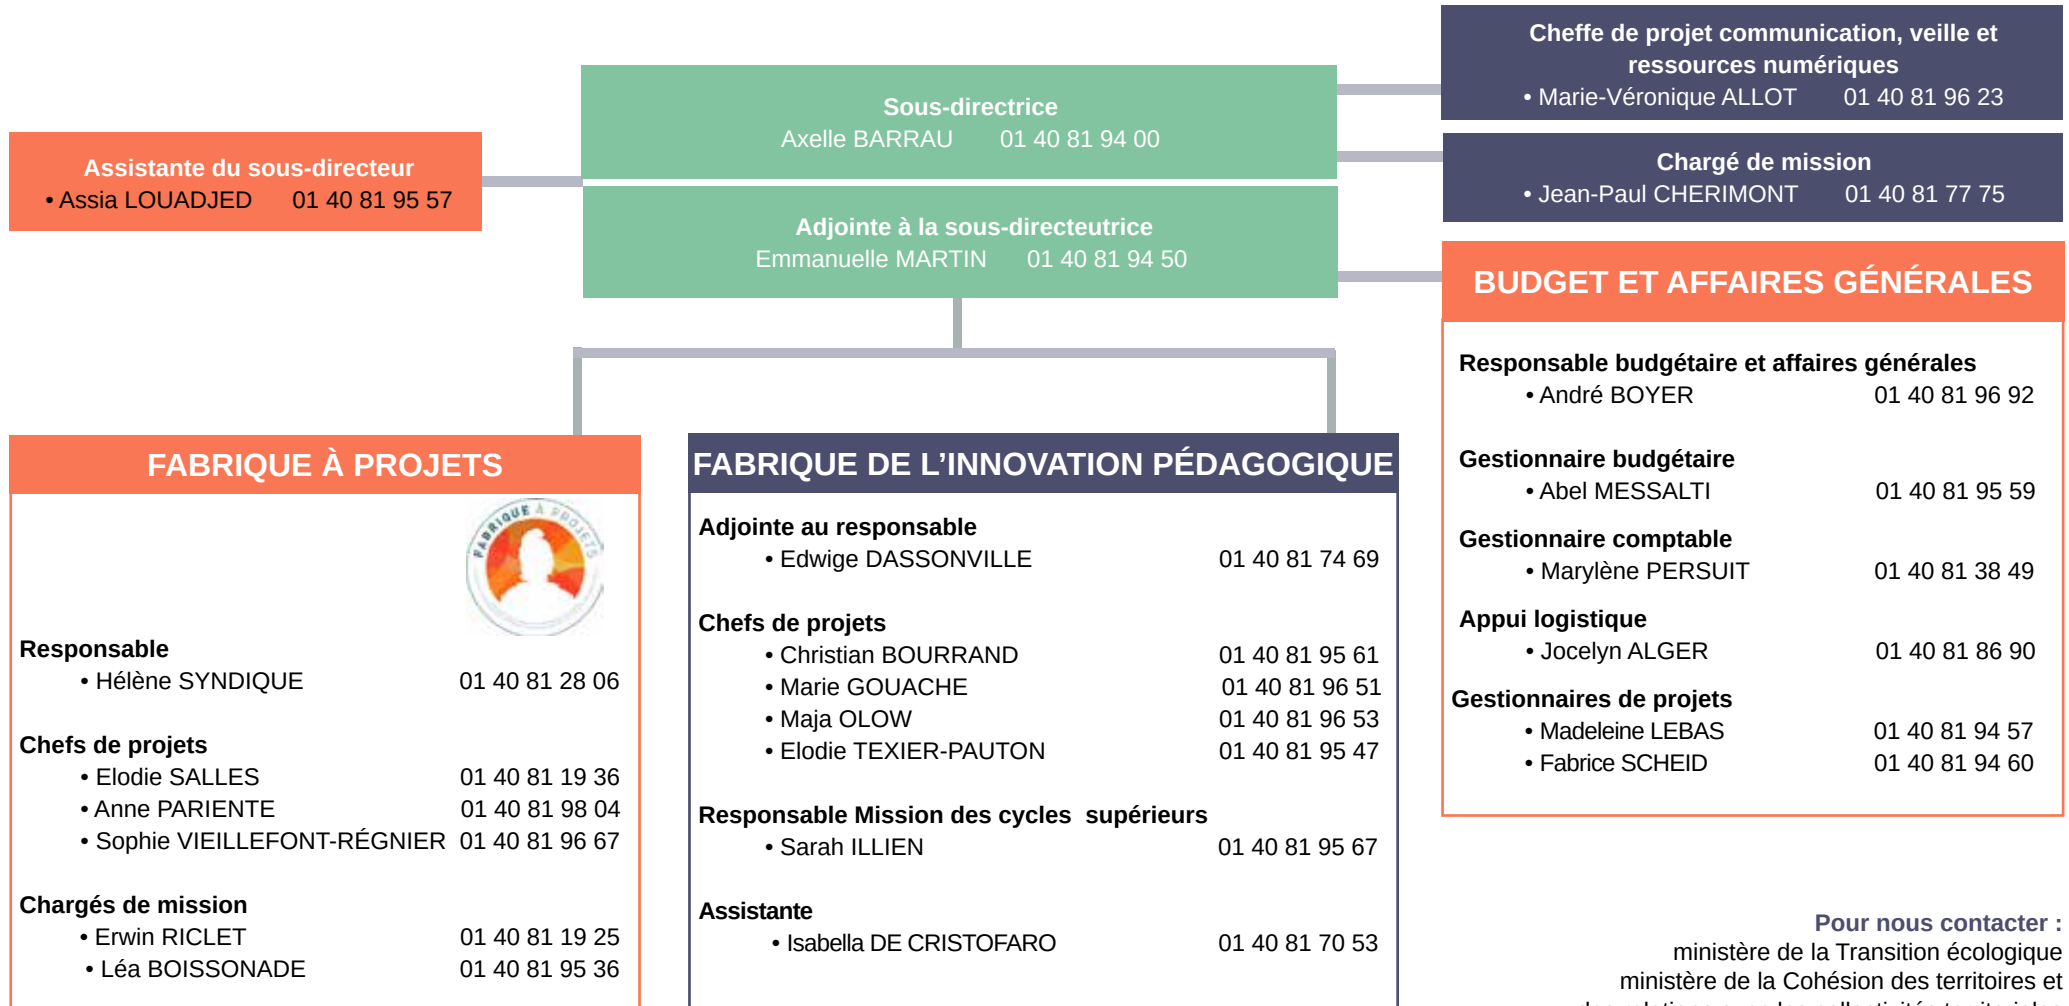 Cheffe de projet communication, veille et
ressources numériques
• Marie-Véronique ALLOT 01 40 81 96 23
Sous-directrice
Axelle BARRAU 01 40 81 94 00
Assistante du sous-directeur
• Assia LOUADJED 01 40 81 95 57
Chargé de mission
• Jean-Paul CHERIMONT 01 40 81 77 75
Adjointe à la sous-directeutrice
Emmanuelle MARTIN 01 40 81 94 50
BUDGET ET AFFAIRES GÉNÉRALES
Responsable budgétaire et affaires générales
• André BOYER 01 40 81 96 92
Gestionnaire budgétaire
• Abel MESSALTI 01 40 81 95 59
Gestionnaire comptable
• Marylène PERSUIT 01 40 81 38 49
Appui logistique
• Jocelyn ALGER 01 40 81 86 90
Gestionnaires de projets
• Madeleine LEBAS 01 40 81 94 57
• Fabrice SCHEID 01 40 81 94 60
FABRIQUE À PROJETS
FABRIQUE À PROJETS
Responsable
• Hélène SYNDIQUE 01 40 81 28 06
Chefs de projets
• Elodie SALLES 01 40 81 19 36
• Anne PARIENTE 01 40 81 98 04
• Sophie VIEILLEFONT-RÉGNIER 01 40 81 96 67
Chargés de mission
• Erwin RICLET 01 40 81 19 25
• Léa BOISSONADE 01 40 81 95 36
FABRIQUE DE L’INNOVATION PÉDAGOGIQUE
Adjointe au responsable
• Edwige DASSONVILLE 01 40 81 74 69
Chefs de projets
• Christian BOURRAND 01 40 81 95 61
• Marie GOUACHE 01 40 81 96 51
• Maja OLOW 01 40 81 96 53
• Elodie TEXIER-PAUTON 01 40 81 95 47
Responsable Mission des cycles supérieurs
• Sarah ILLIEN 01 40 81 95 67
Assistante
• Isabella DE CRISTOFARO 01 40 81 70 53
Pour nous contacter :
ministère de la Transition écologique
ministère de la Cohésion des territoires et